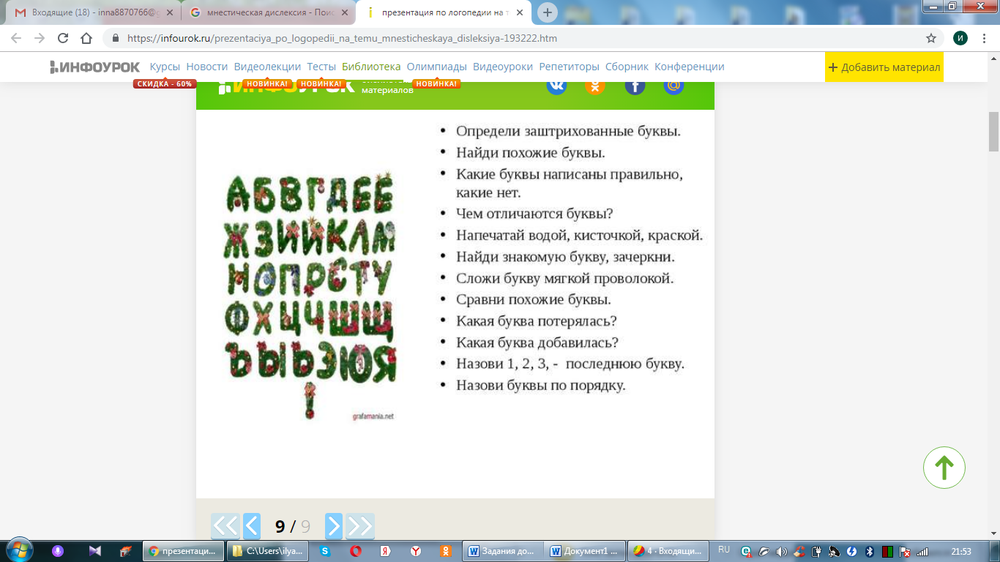 Входящие (18) - inna8870766@g
мнестическая дислексия - Поис
презентация по логопедии на т
https://infourok.ru/prezentaciya_po_logopedii_na_temu_mnesticheskaya_disleksiya-193222.htm
И
ИНФОУРОК
Курсы Новости Видеолекции Тесты Библиотека Олимпиады Видеоуроки Репетиторы Сборник Конференции
+ Добавить материал
СКИДКА - 60% НОВИНКА! НОВИНКА! НОВИНКА!
ИНФОУРОК
материалов
АБВГДЕЁ
ЖЗИЙКЛМ
НОПРСТУ
ФХЦЧШЩ
ЪЫЬЭЮЯ
!
grafamania.net
• Определи заштрихованные буквы.
• Найди похожие буквы.
• Какие буквы написаны правильно,
какие нет.
• Чем отличаются буквы?
• Напечатай водой, кисточкой, краской.
• Найди знакомую букву, зачеркни.
• Сложи букву мягкой проволокой.
• Сравни похожие буквы.
• Какая буква потерялась?
• Какая буква добавилась?
• Назови 1, 2, 3, - последнюю букву.
• Назови буквы по порядку.
9 / 9
презентаци...
C:\Users\ilya...
Задания до...
Документ1 ...
4 · Входящи...
RU
21:53